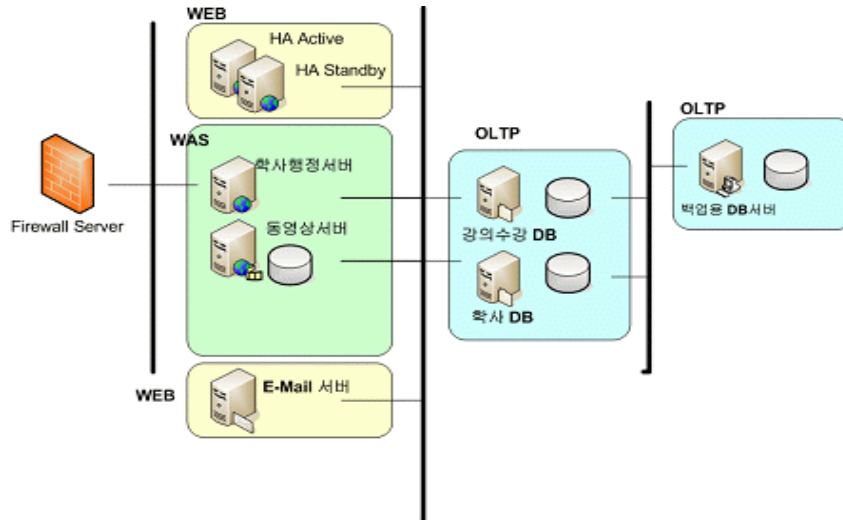 WEB
HA Active
HA Standby
WAS
학사행정서버
동영상서버
Firewall Server
WEB
E-Mail 서버
OLTP
강의수강 DB
학사 DB
OLTP
백업용 DB서버